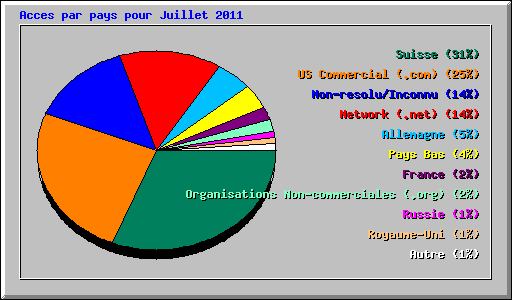 Acces par pays pour Juillet 2011
Suisse (31%)
US Commercial (.com) (25%)
Non-resolu/Inconnu (14%)
Network (.net) (14%)
Allemagne (5%)
Pays Bas (4%)
France (2%)
Organisations Non-commerciales (.org) (2%)
Russie (1%)
Royaume-Uni (1%)
Autre (1%)